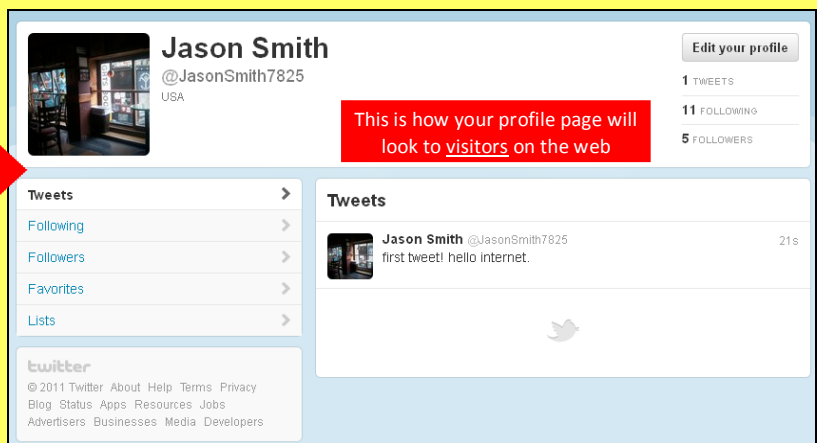 Jason Smith
@JasonSmith7825
USA
Edit your profile
1 TWEETS
11 FOLLOWING
5 FOLLOWERS
This is how your profile page will
look to visitors on the web
Tweets
Following
Followers
Favorites
Lists
twitter
© 2011 Twitter About Help Terms Privacy
Blog Status Apps Resources Jobs
Advertisers Businesses Media Developers
Tweets
Jason Smith @JasonSmith7825 21s
first tweet! hello internet.